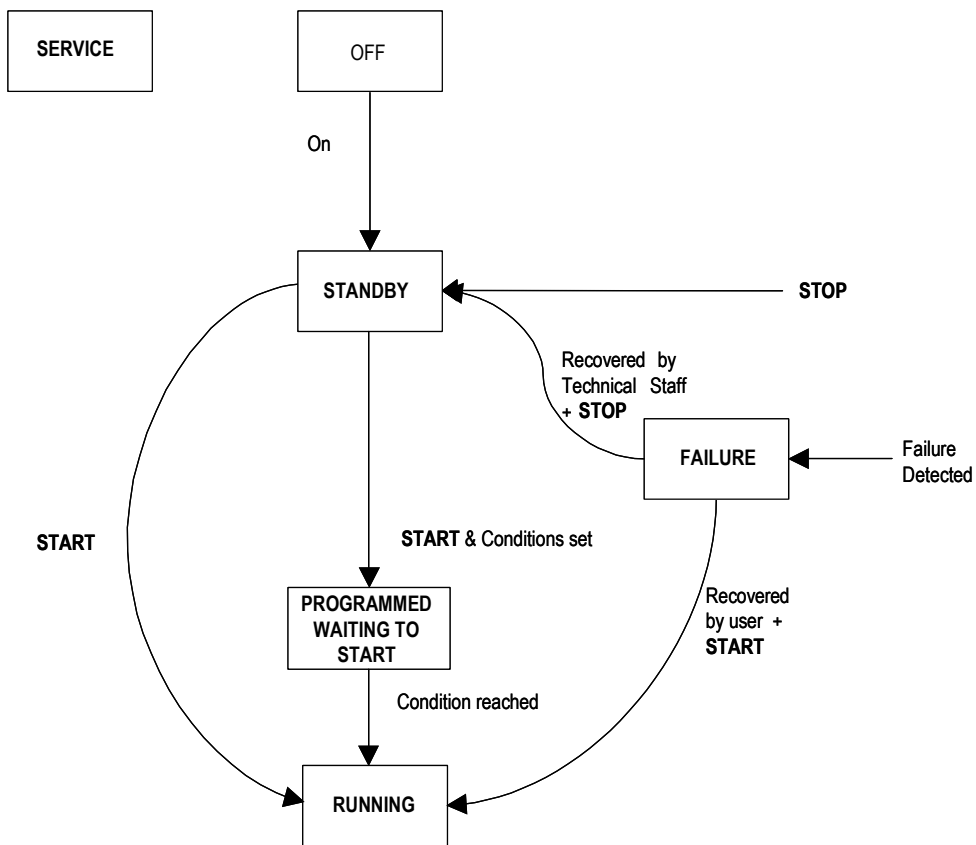 SERVICE
OFF
On
STANDBY
STOP
Recovered by
Technical Staff
+ STOP
FAILURE
Failure
Detected
START
START & Conditions set
PROGRAMMED
WAITING TO
START
Recovered
by user +
START
Condition reached
RUNNING